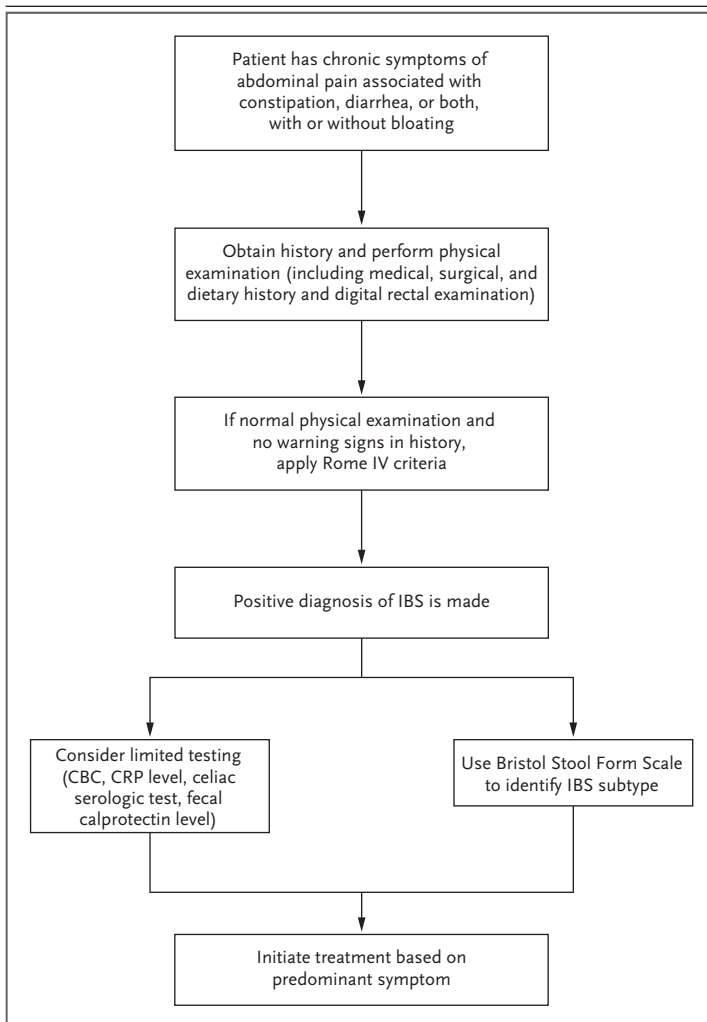 Patient has chronic symptoms of
abdominal pain associated with
constipation, diarrhea, or both,
with or without bloating
Obtain history and perform physical
examination (including medical, surgical, and
dietary history and digital rectal examination)
If normal physical examination and
no warning signs in history,
apply Rome IV criteria
Positive diagnosis of IBS is made
Consider limited testing
(CBC, CRP level, celiac
serologic test, fecal
calprotectin level)
Use Bristol Stool Form Scale
to identify IBS subtype
Initiate treatment based on
predominant symptom